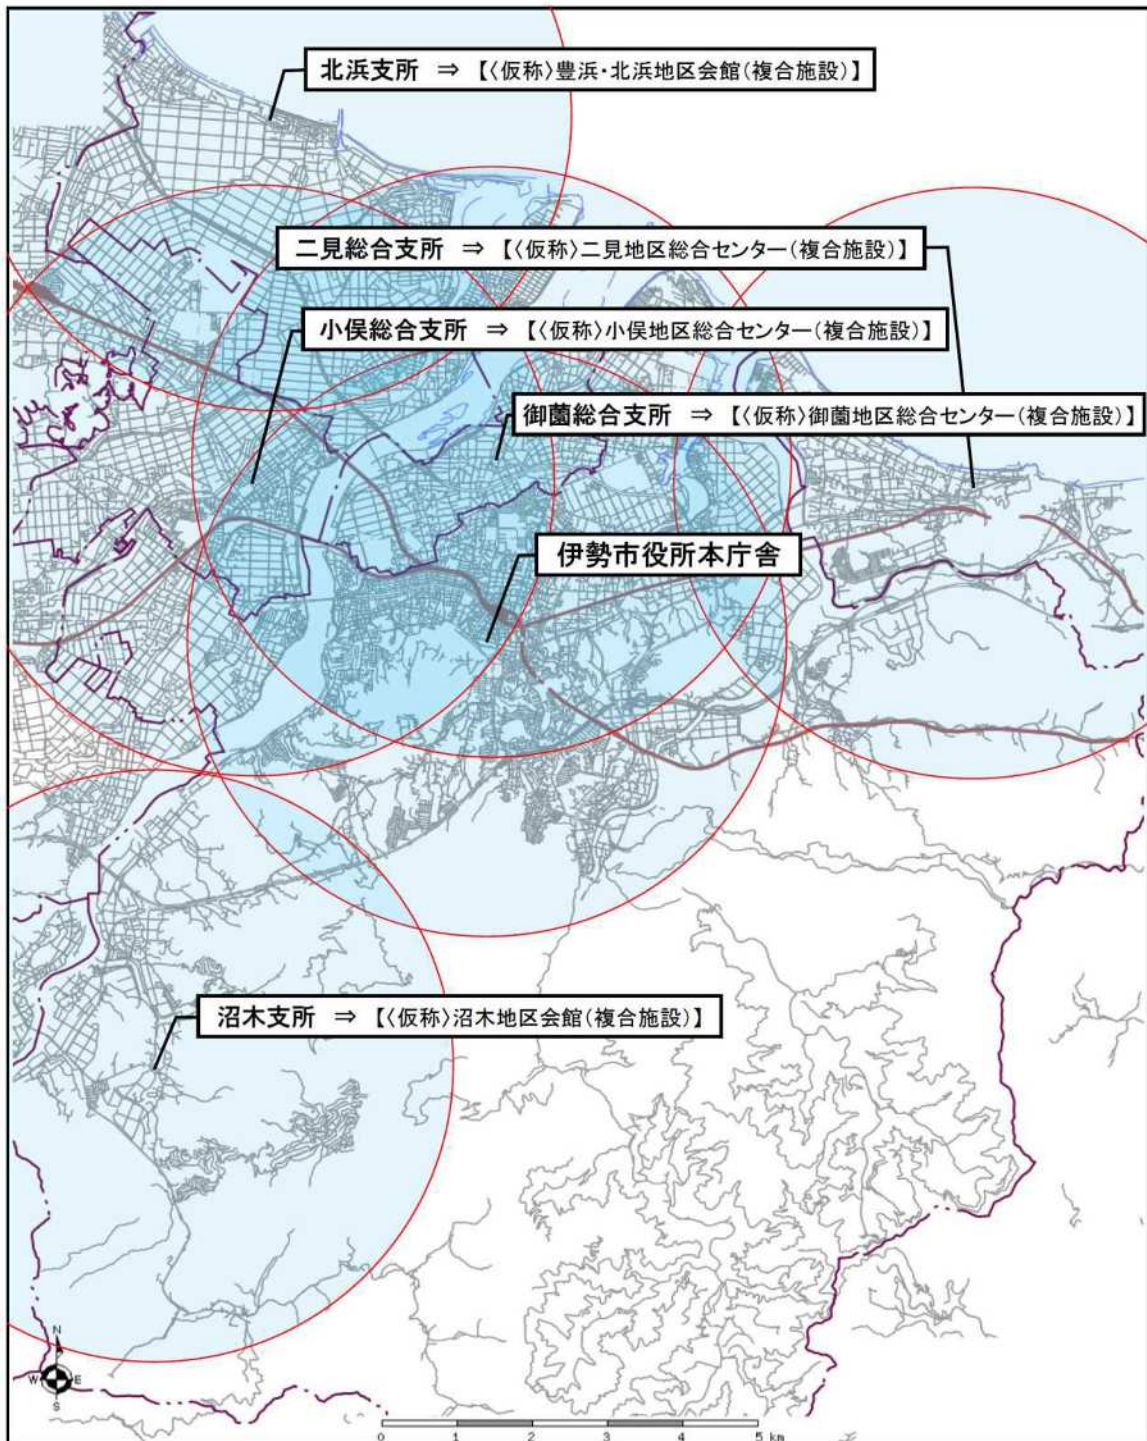 北浜支所 ⇒ 【〈仮称〉豊浜・北浜地区会館(複合施設)】
二見総合支所 ⇒ 【〈仮称〉二見地区総合センター(複合施設)】
小俣総合支所 ⇒ 【〈仮称〉小俣地区総合センター(複合施設)】
御薗総合支所 ⇒ 【〈仮称〉御薗地区総合センター(複合施設)】
伊勢市役所本庁舎
沼木支所 ⇒ 【〈仮称〉沼木地区会館(複合施設)】
N
W E
S
0 1 2 3 4 5 km